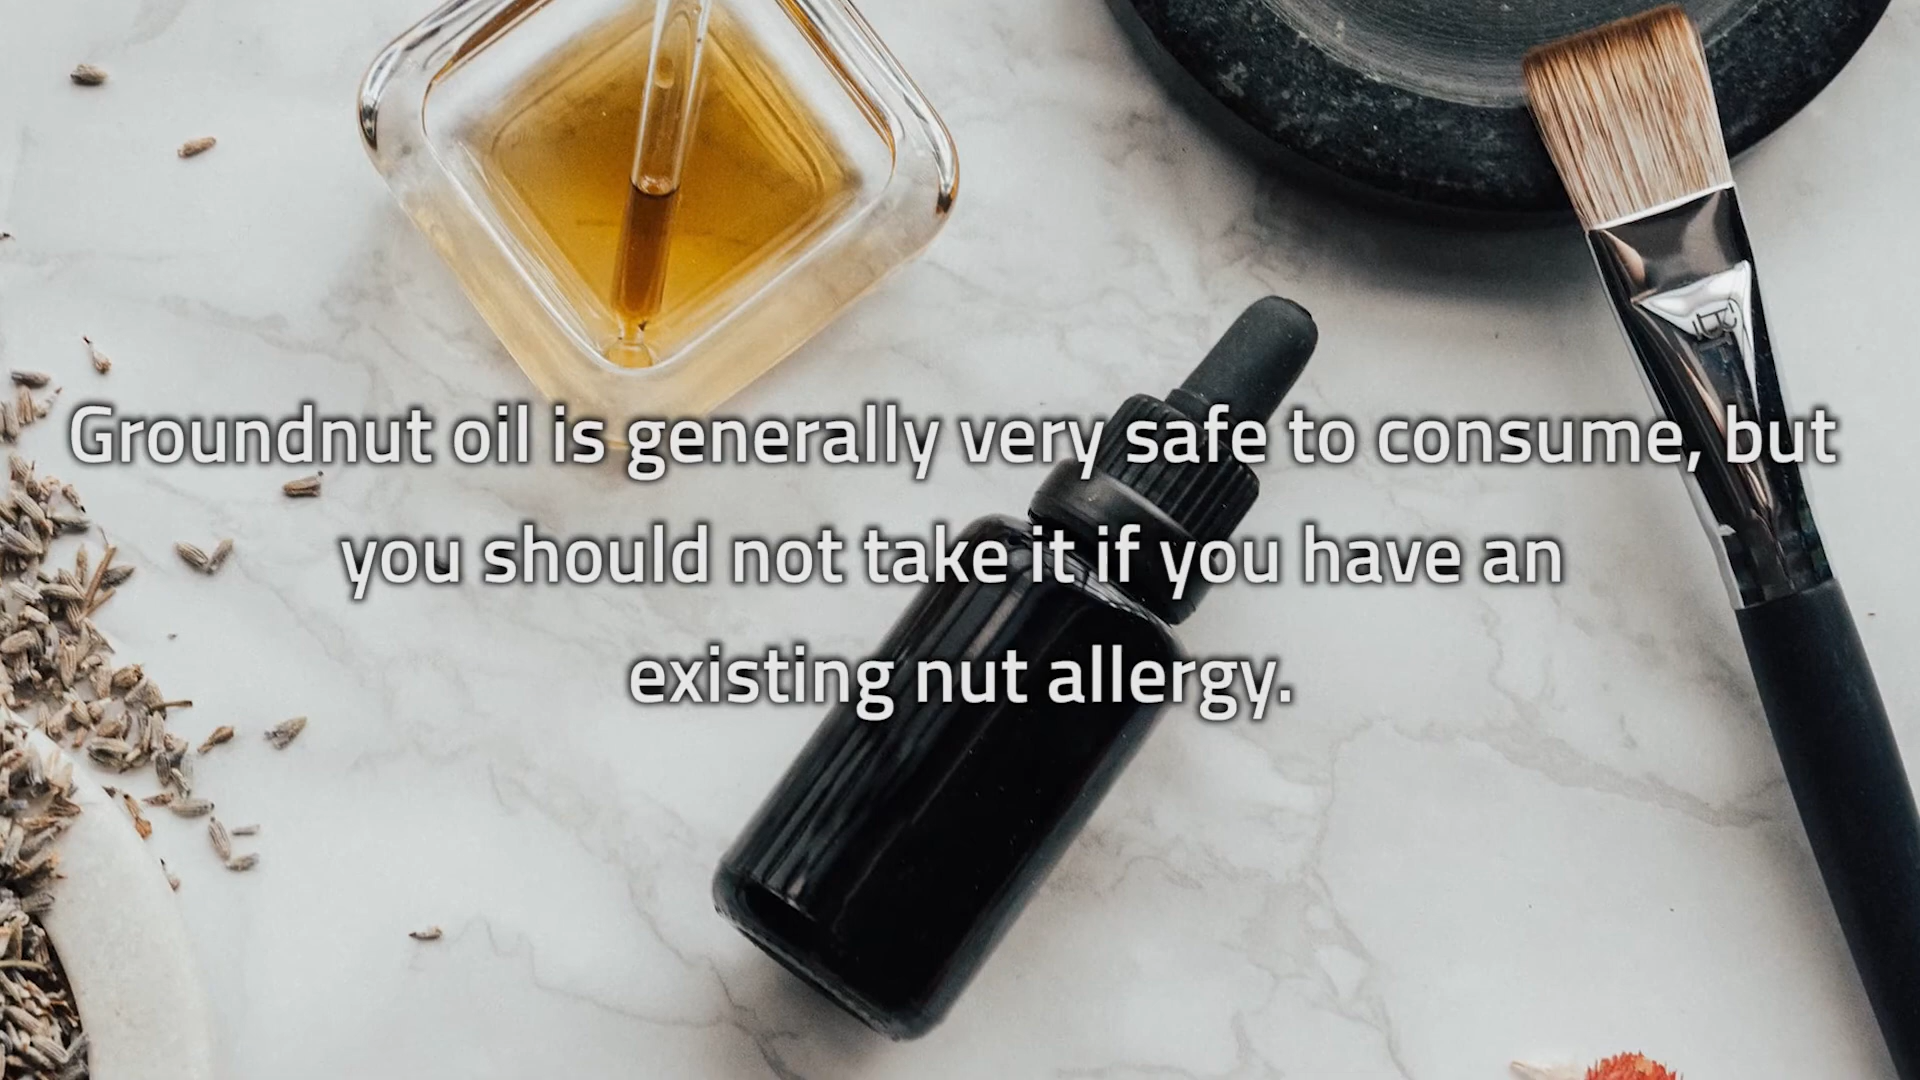 Groundnut oil is generally very safe to consume, but
you should not take it if you have an
existing nut allergy.